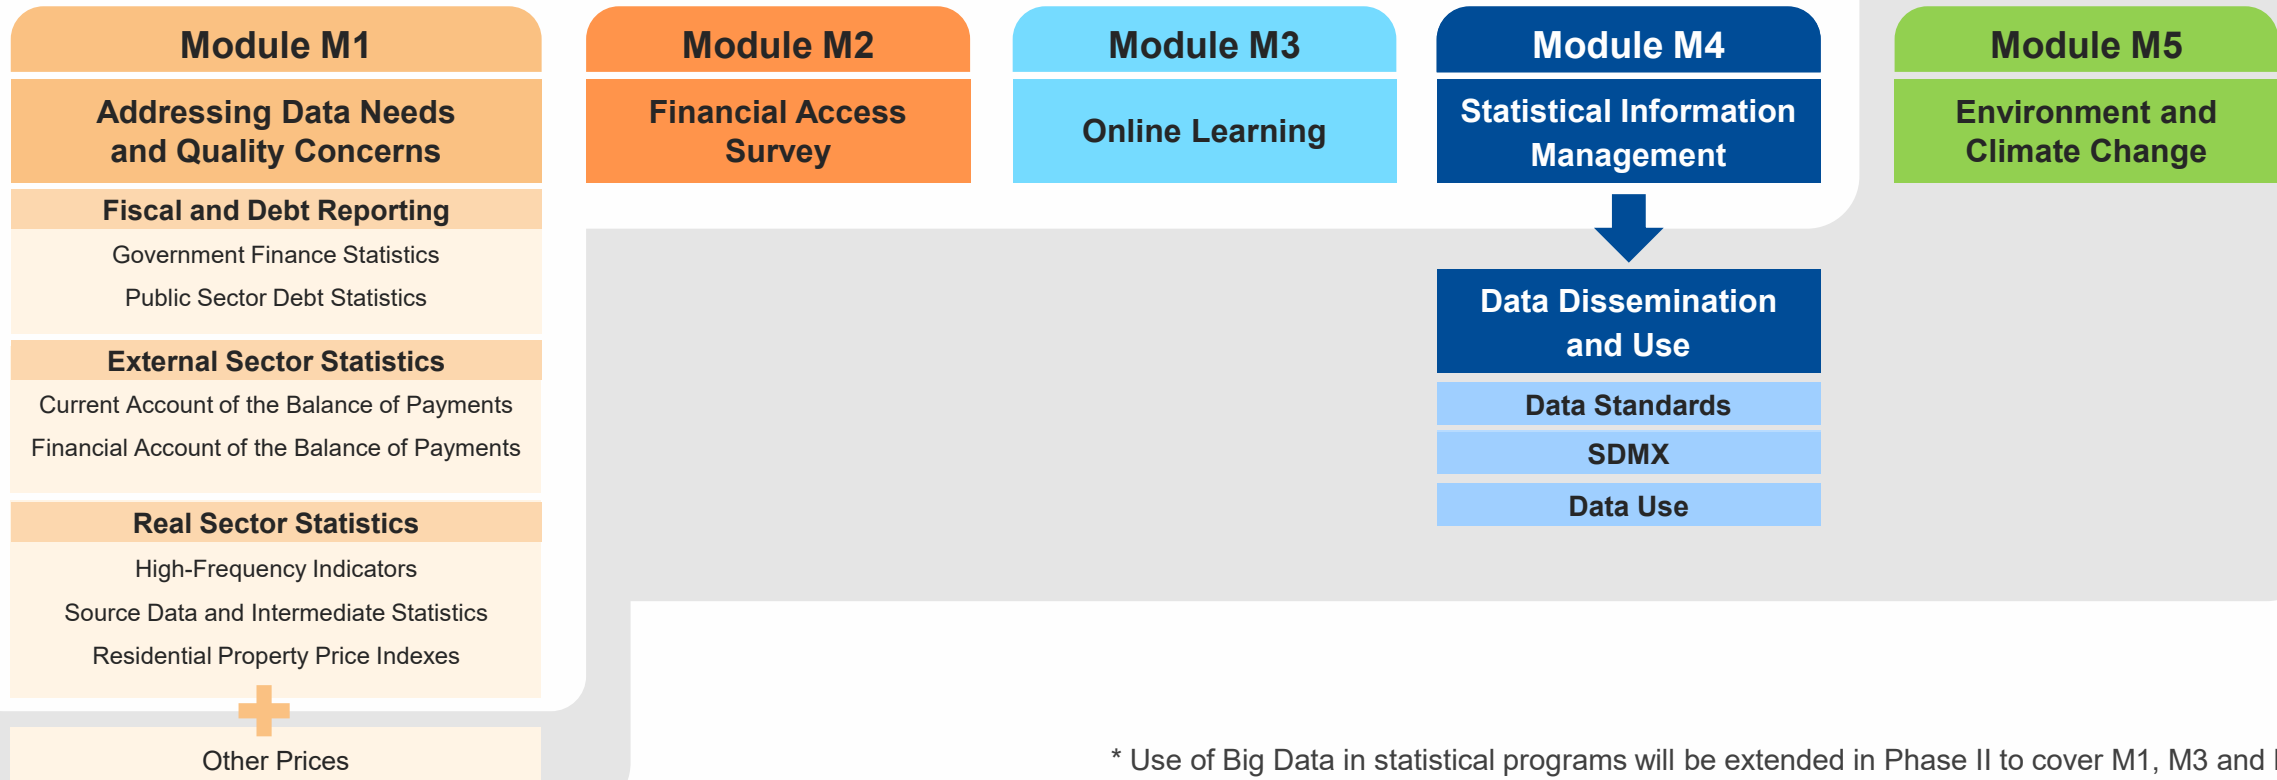 Module M1
Addressing Data Needs
and Quality Concerns
Fiscal and Debt Reporting
Government Finance Statistics
Public Sector Debt Statistics
External Sector Statistics
Current Account of the Balance of Payments
Financial Account of the Balance of Payments
Real Sector Statistics
High-Frequency Indicators
Source Data and Intermediate Statistics
Residential Property Price Indexes
Other Prices
Module M2
Financial Access
Survey
Module M3
Online Learning
Module M4
Statistical Information
Management
Data Dissemination
and Use
Data Standards
SDMX
Data Use
Module M5
Environment and
Climate Change
* Use of Big Data in statistical programs will be extended in Phase II to cover M1, M3 and